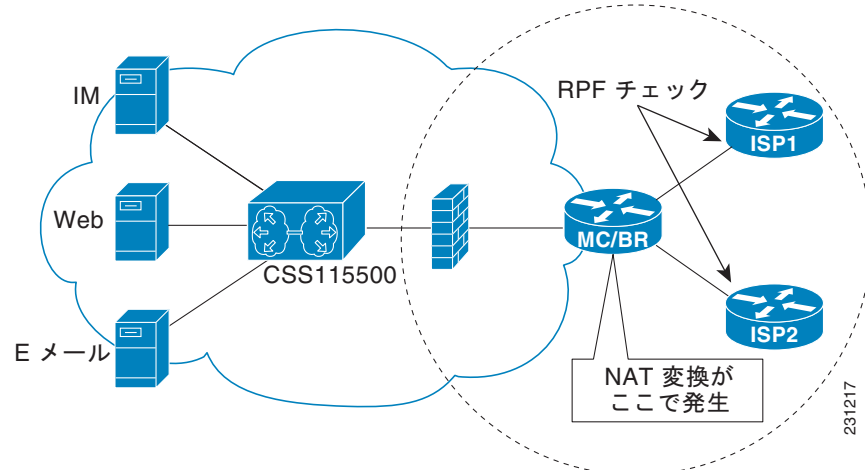 IM
RPF チェック
ISP1
Web
MC/BR
CSS115500
ISP2
E メール
NAT 変換が
ここで発生
231217